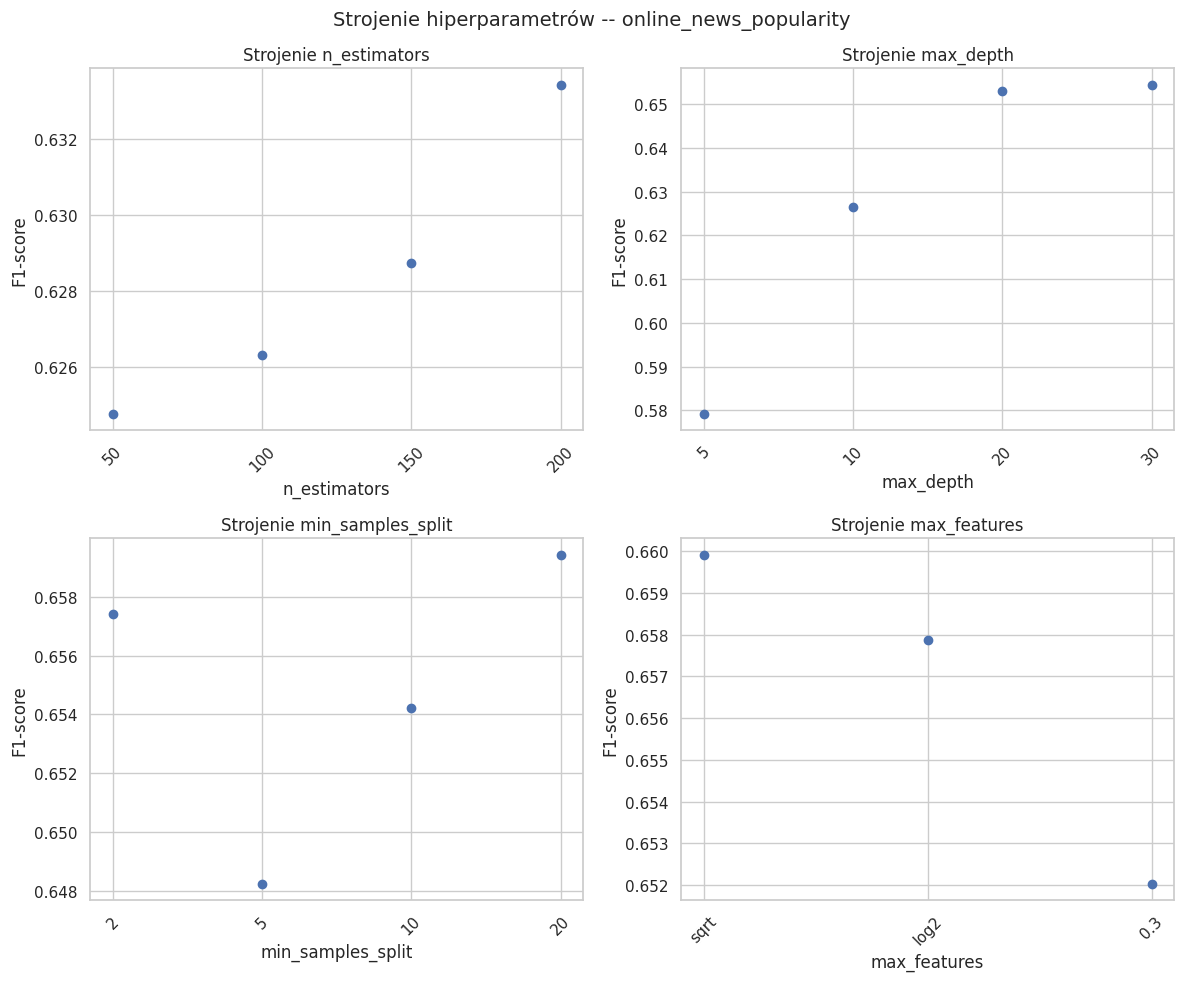 Strojenie hiperparametrów -- online_news_popularity
Strojenie n_estimators
F1-score
0.632
0.630
0.628
0.626
50
100
150
200
n_estimators
Strojenie max_depth
F1-score
0.65
0.64
0.63
0.62
0.61
0.60
0.59
0.58
5
10
20
30
max_depth
Strojenie min_samples_split
F1-score
0.658
0.656
0.654
0.652
0.650
0.648
2
5
10
20
min_samples_split
Strojenie max_features
F1-score
0.660
0.659
0.658
0.657
0.656
0.655
0.654
0.653
0.652
sqrt
log2
0.3
max_features